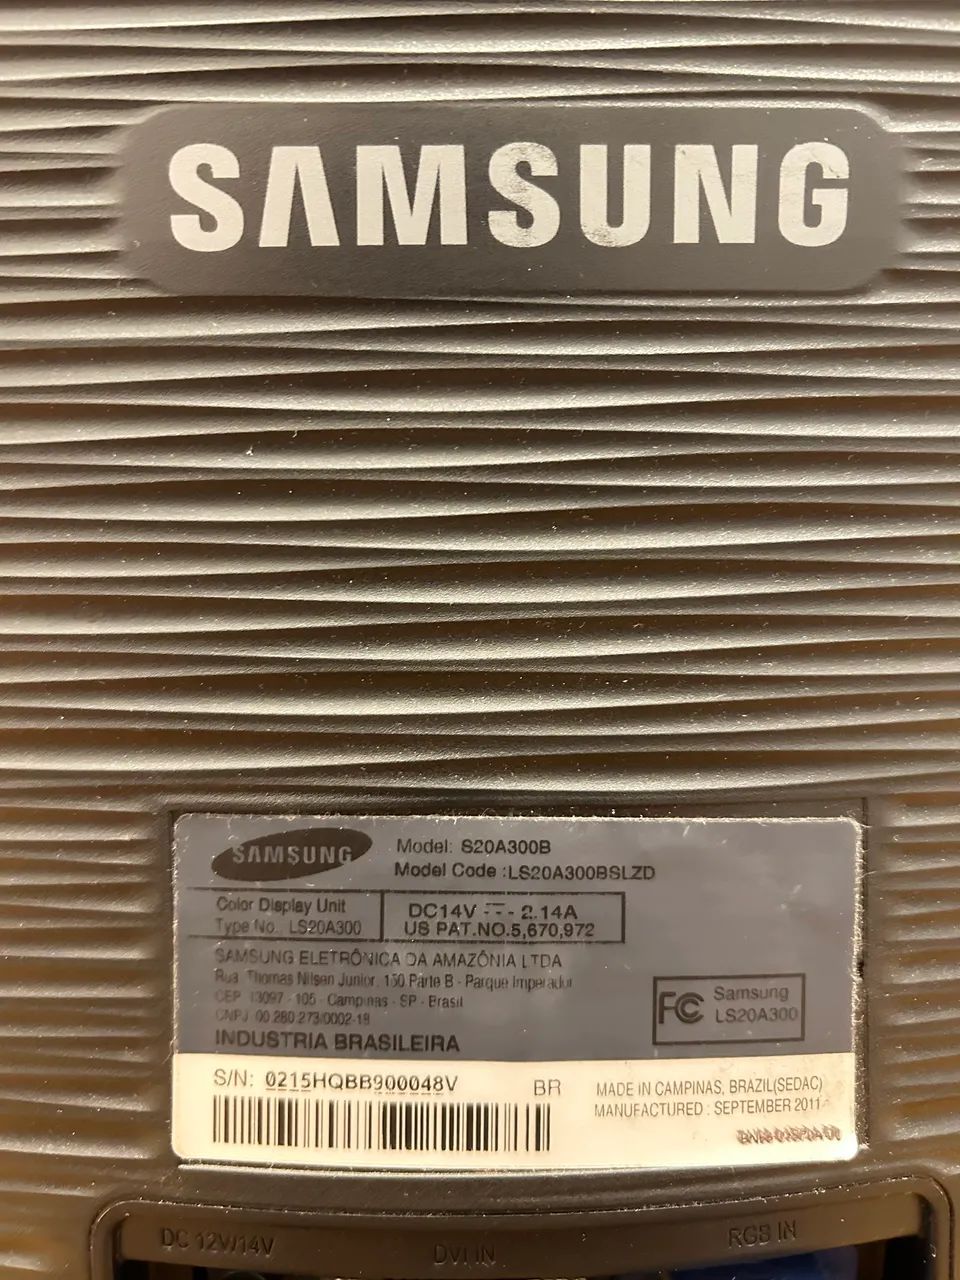 SAMSUNG
SAMSUNG
Model: S20A300B
Model Code :LS20A300BSLZD
Color Display Unit
Type No. LS20A300
DC14V ⎓ 2.14A
US PAT.NO.5,670,972
SAMSUNG ELETRÔNICA DA AMAZÔNIA LTDA
Rua Thomas Nilsen Junior, 150 Parte B - Parque Imperador
CEP 13097 - 105 - Campinas - SP - Brasil
CNPJ 00 280 273/0002-18
INDUSTRIA BRASILEIRA
FC Samsung
LS20A300
S/N: 0215HQBB900048V BR
MADE IN CAMPINAS, BRAZIL(SEDAC)
MANUFACTURED : SEPTEMBER 2011
DC 12V/14V
DVI IN
RGB IN